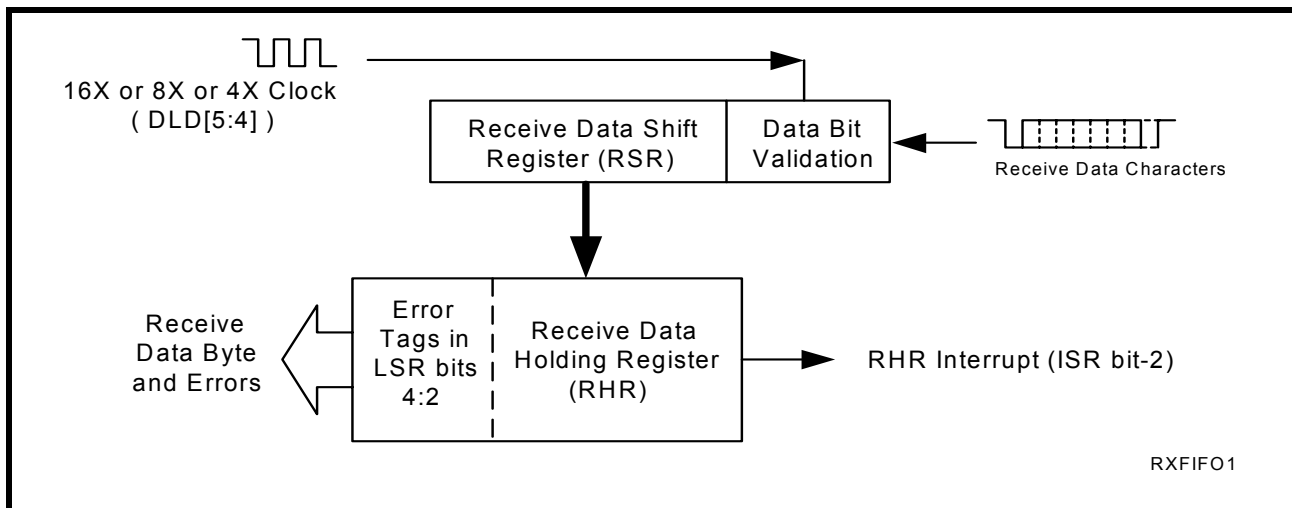 16X or 8X or 4X Clock
( DLD[5:4] )
Receive Data Shift
Register (RSR)
Data Bit
Validation
Receive Data Characters
Receive
Data Byte
and Errors
Error
Tags in
LSR bits
4:2
Receive Data
Holding Register
(RHR)
RHR Interrupt (ISR bit-2)
RXFIFO1